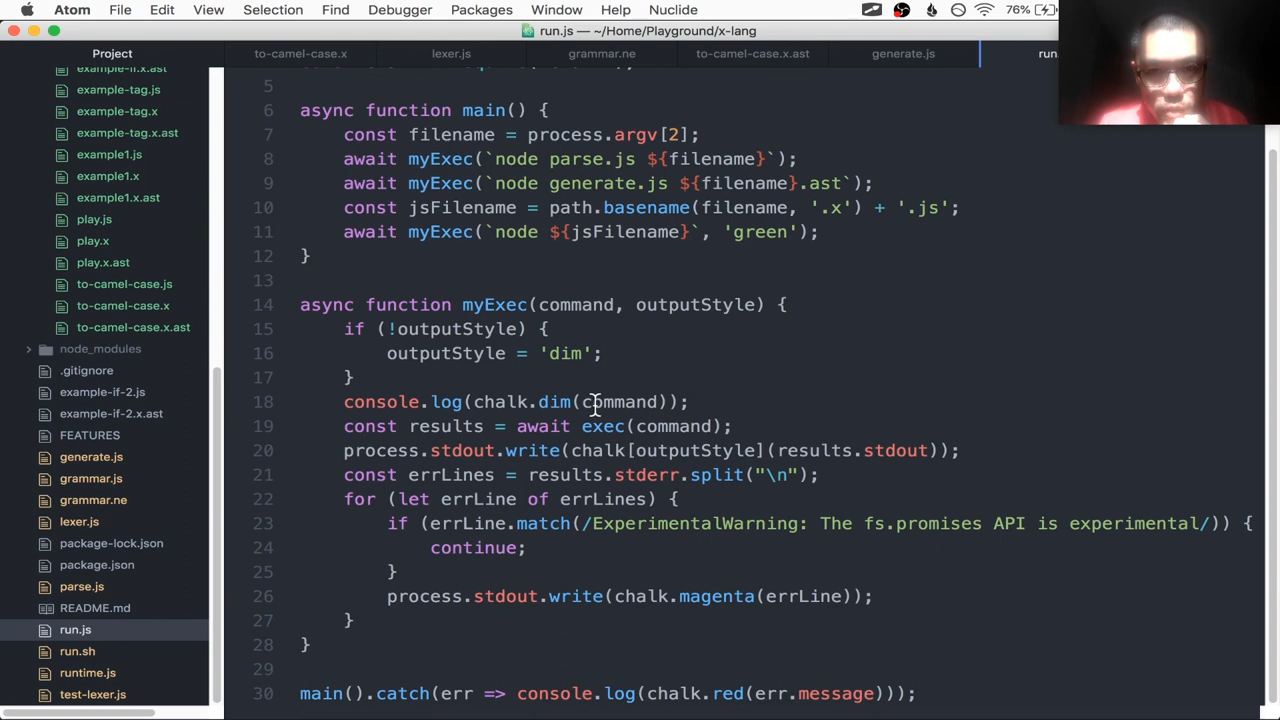 Atom File Edit View Selection Find Debugger Packages Window Help Nuclide 76%
run.js — ~/Home/Playground/x-lang
Project
to-camel-case.x lexer.js grammar.ne to-camel-case.x.ast generate.js run.
example-if.x.ast
example-tag.js
example-tag.x
example-tag.x.ast
example1.js
example1.x
example1.x.ast
play.js
play.x
play.x.ast
to-camel-case.js
to-camel-case.x
to-camel-case.x.ast
node_modules
.gitignore
example-if-2.js
example-if-2.x.ast
FEATURES
generate.js
grammar.js
grammar.ne
lexer.js
package-lock.json
package.json
parse.js
README.md
run.js
run.sh
runtime.js
test-lexer.js
5
6 async function main() {
7 const filename = process.argv[2];
8 await myExec(`node parse.js ${filename}`);
9 await myExec(`node generate.js ${filename}.ast`);
10 const jsFilename = path.basename(filename, '.x') + '.js';
11 await myExec(`node ${jsFilename}`, 'green');
12 }
13
14 async function myExec(command, outputStyle) {
15 if (!outputStyle) {
16 outputStyle = 'dim';
17 }
18 console.log(chalk.dim(command));
19 const results = await exec(command);
20 process.stdout.write(chalk[outputStyle](results.stdout));
21 const errLines = results.stderr.split("\n");
22 for (let errLine of errLines) {
23 if (errLine.match(/ExperimentalWarning: The fs.promises API is experimental/)) {
24 continue;
25 }
26 process.stdout.write(chalk.magenta(errLine));
27 }
28 }
29
30 main().catch(err => console.log(chalk.red(err.message)));